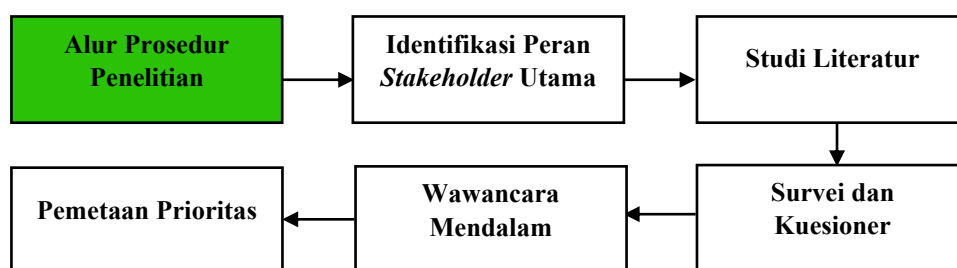 Alur Prosedur
Penelitian
Identifikasi Peran
Stakeholder Utama
Studi Literatur
Survei dan
Kuesioner
Wawancara
Mendalam
Pemetaan Prioritas